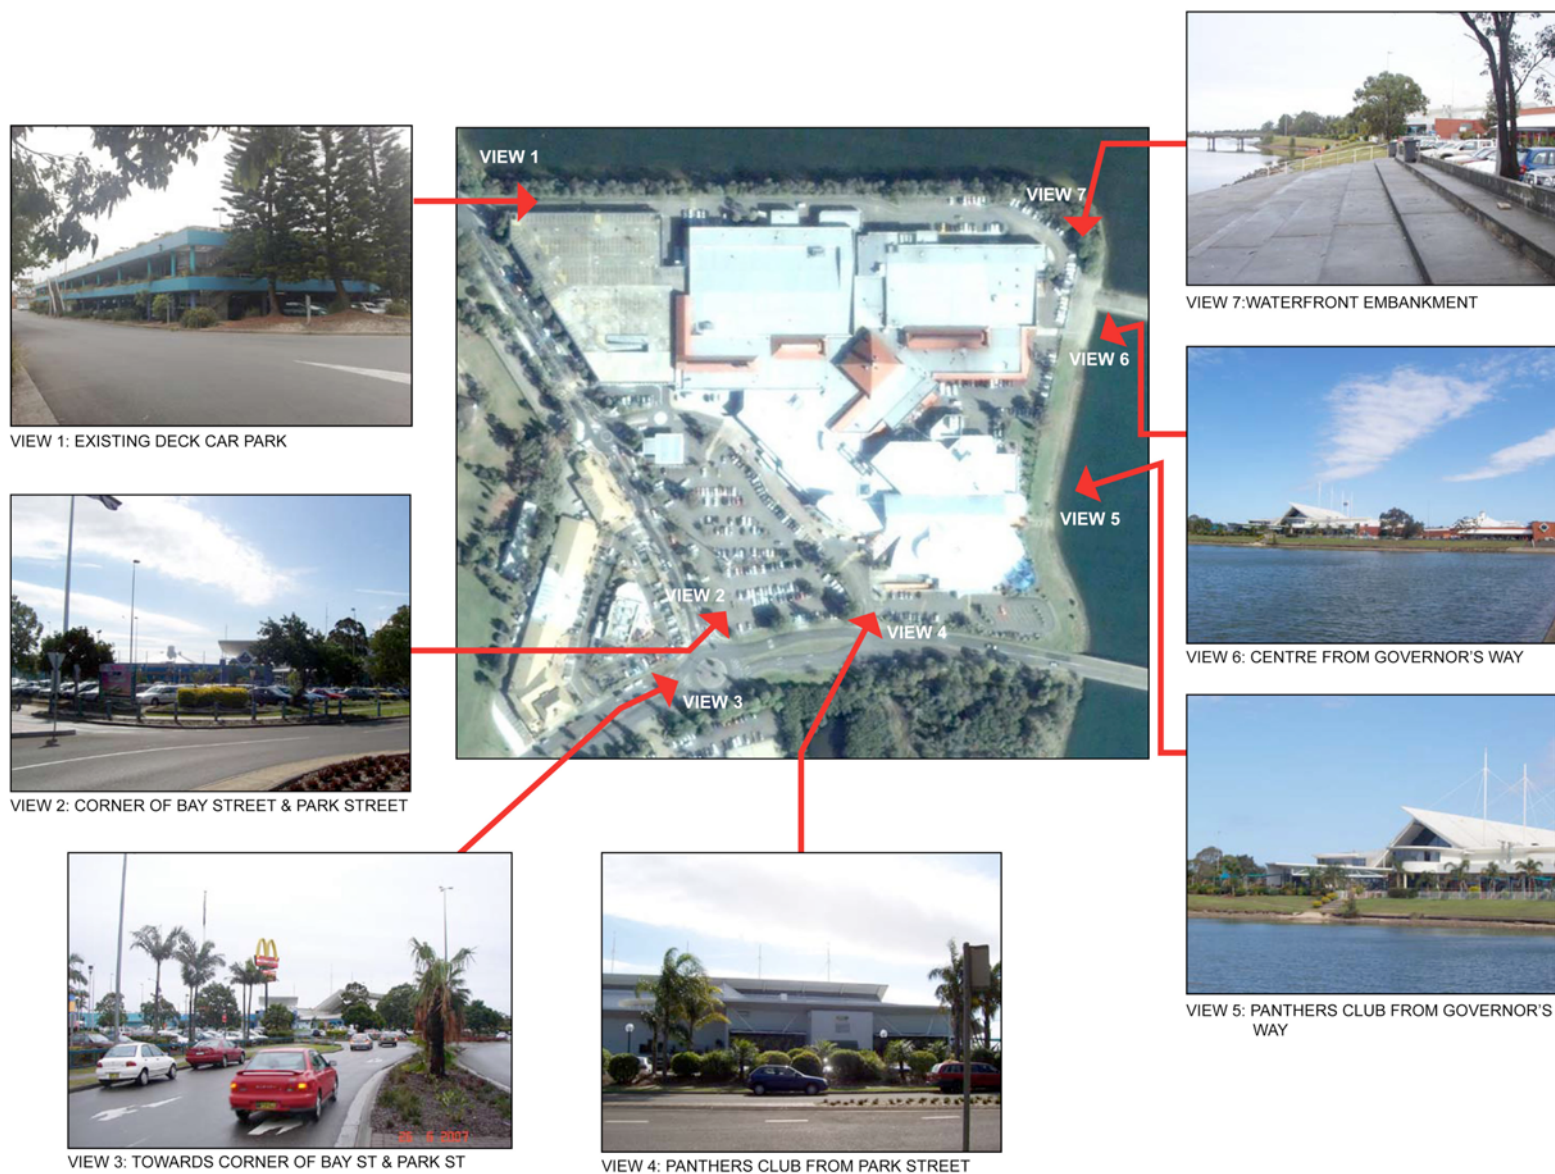 VIEW 1
VIEW 7
VIEW 6
VIEW 5
VIEW 2
VIEW 4
VIEW 3
VIEW 1: EXISTING DECK CAR PARK
VIEW 2: CORNER OF BAY STREET & PARK STREET
VIEW 3: TOWARDS CORNER OF BAY ST & PARK ST
VIEW 4: PANTHERS CLUB FROM PARK STREET
VIEW 7:WATERFRONT EMBANKMENT
VIEW 6: CENTRE FROM GOVERNOR'S WAY
VIEW 5: PANTHERS CLUB FROM GOVERNOR'S
WAY
26 6 2007